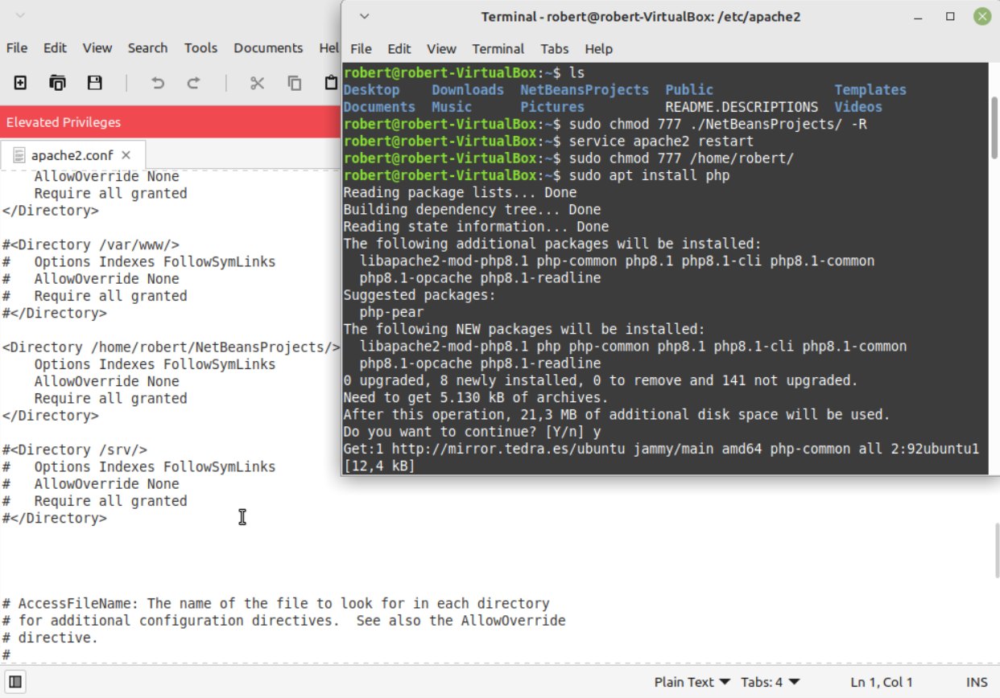 Terminal - robert@robert-VirtualBox: /etc/apache2
File Edit View Search Tools Documents Hel
File Edit View Terminal Tabs Help
Elevated Privileges
apache2.conf
    AllowOverride None
    Require all granted
</Directory>
#<Directory /var/www/>
#   Options Indexes FollowSymLinks
#   AllowOverride None
#   Require all granted
#</Directory>
<Directory /home/robert/NetBeansProjects/>
    Options Indexes FollowSymLinks
    AllowOverride None
    Require all granted
</Directory>
#<Directory /srv/>
#   Options Indexes FollowSymLinks
#   AllowOverride None
#   Require all granted
#</Directory>
# AccessFileName: The name of the file to look for in each directory
# for additional configuration directives.  See also the AllowOverride
# directive.
#
robert@robert-VirtualBox:~$ ls
Desktop    Downloads  NetBeansProjects  Public               Templates
Documents  Music      Pictures          README.DESCRIPTIONS  Videos
robert@robert-VirtualBox:~$ sudo chmod 777 ./NetBeansProjects/ -R
robert@robert-VirtualBox:~$ service apache2 restart
robert@robert-VirtualBox:~$ sudo chmod 777 /home/robert/
robert@robert-VirtualBox:~$ sudo apt install php
Reading package lists... Done
Building dependency tree... Done
Reading state information... Done
The following additional packages will be installed:
  libapache2-mod-php8.1 php-common php8.1 php8.1-cli php8.1-common
  php8.1-opcache php8.1-readline
Suggested packages:
  php-pear
The following NEW packages will be installed:
  libapache2-mod-php8.1 php php-common php8.1 php8.1-cli php8.1-common
  php8.1-opcache php8.1-readline
0 upgraded, 8 newly installed, 0 to remove and 141 not upgraded.
Need to get 5.130 kB of archives.
After this operation, 21,3 MB of additional disk space will be used.
Do you want to continue? [Y/n] y
Get:1 http://mirror.tedra.es/ubuntu jammy/main amd64 php-common all 2:92ubuntu1
[12,4 kB]
Plain Text Tabs: 4 Ln 1, Col 1 INS